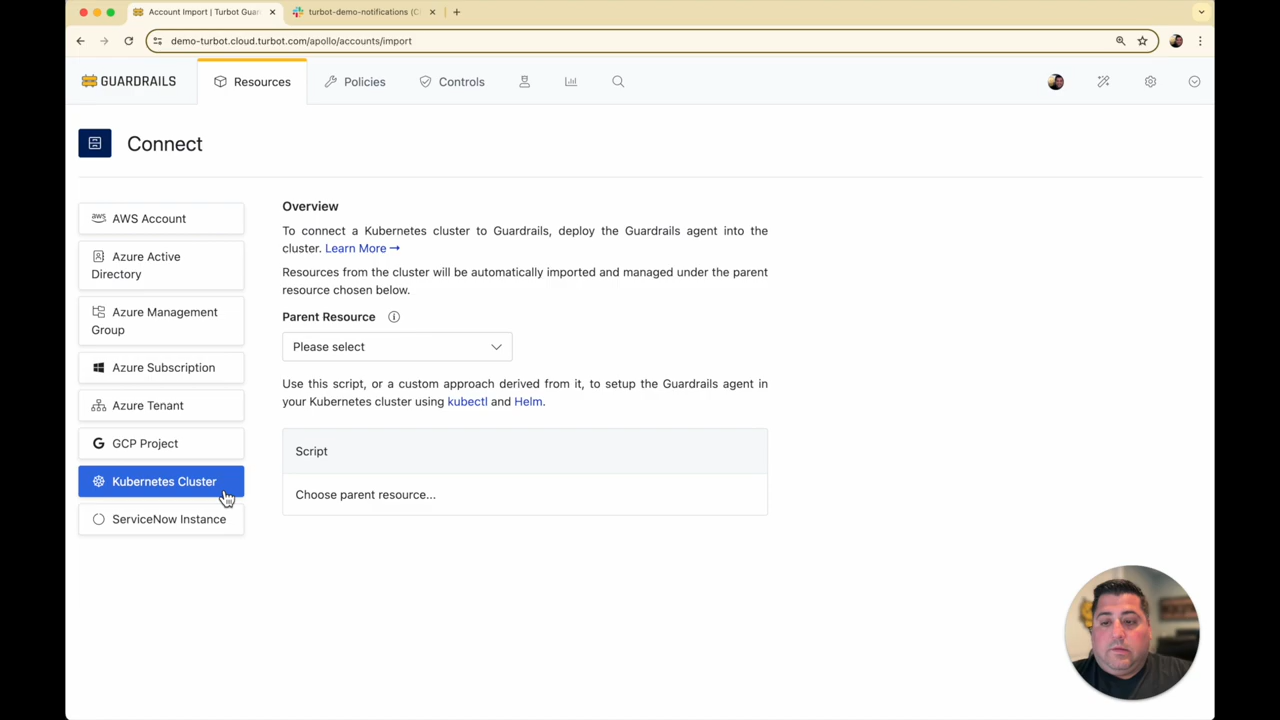 Account Import | Turbot Guar
turbot-demo-notifications (C
demo-turbot.cloud.turbot.com/apollo/accounts/import
GUARDRAILS
Resources
Policies
Controls
Connect
AWS Account
Azure Active
Directory
Azure Management
Group
Azure Subscription
Azure Tenant
GCP Project
Kubernetes Cluster
ServiceNow Instance
Overview
To connect a Kubernetes cluster to Guardrails, deploy the Guardrails agent into the
cluster. Learn More →
Resources from the cluster will be automatically imported and managed under the parent
resource chosen below.
Parent Resource
Please select
Use this script, or a custom approach derived from it, to setup the Guardrails agent in
your Kubernetes cluster using kubectl and Helm.
Script
Choose parent resource...